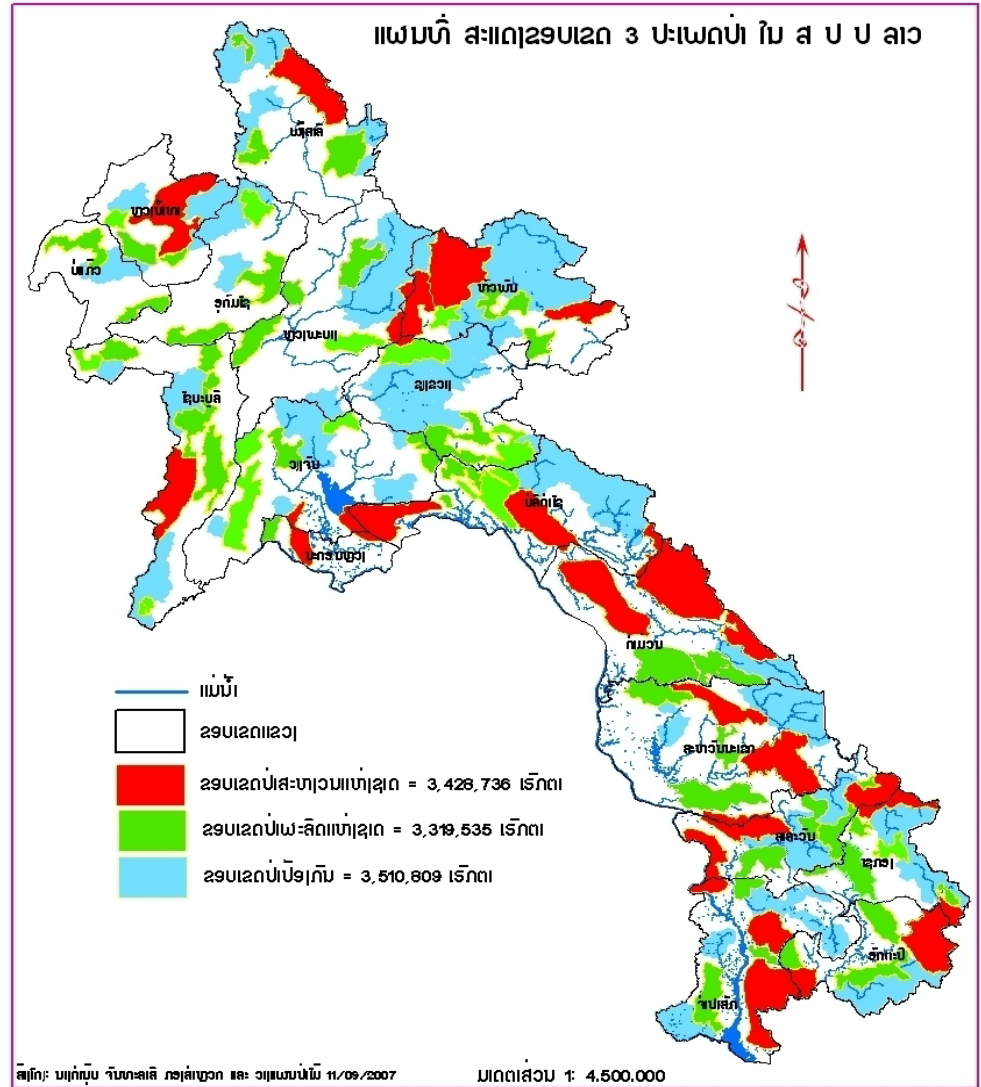 ແຜນທີ່ ສະແດງຂອບເຂດ 3 ປະເພດປ່າ ໃນ ສ ປ ປ ລາວ
ຜົ້ງສາລີ
ຫຼວງນ້ຳທາ
ບໍ່ແກ້ວ
ອຸດົມໄຊ
ຫົວພັນ
ຫຼວງພະບາງ
ຊຽງຂວາງ
ໄຊຍະບູລີ
ວຽງຈັນ
ບໍລິຄຳໄຊ
ນະຄອນຫຼວງ
ຄຳມ່ວນ
ແມ່ນ້ຳ
ສະຫວັນນະເຂດ
ຂອບເຂດແຂວງ
ຂອບເຂດປ່າສະຫງວນແຫ່ງຊາດ = 3,428,736 ເຮັກຕາ
ຂອບເຂດປ່າຜະລິດແຫ່ງຊາດ = 3,319,535 ເຮັກຕາ
ສາລະວັນ
ເຊກອງ
ຂອບເຂດປ່າປ້ອງກັນ = 3,510,809 ເຮັກຕາ
ອັດຕະປື
ຈຳປາສັກ
ແລະ 11/09/2007
ມາດຕາສ່ວນ 1: 4.500.000